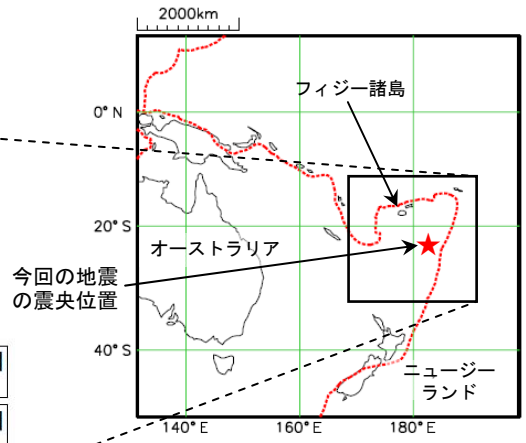 2000km
フィジー諸島
0° N
20° S
オーストラリア
今回の地震
の震央位置
40° S
ニュージー
ランド
140° E
160° E
180° E